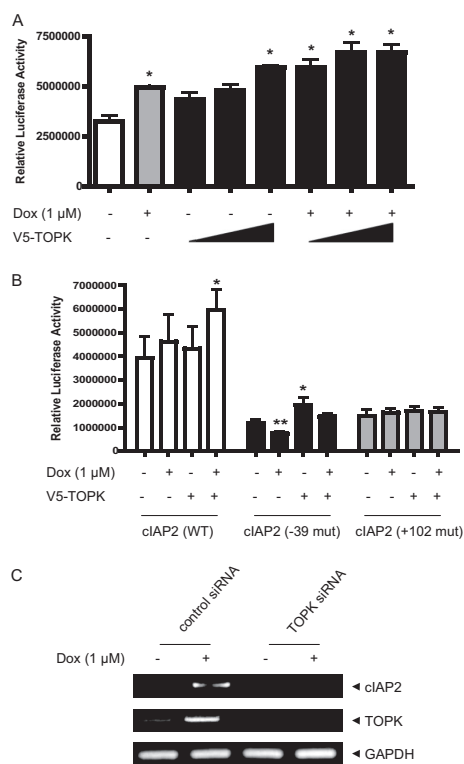 A
Relative Luciferase Activity
7500000
5000000
2500000
0
* * * * *
Dox (1 µM) - + - - - + + +
V5-TOPK - -
B
Relative Luciferase Activity
7000000
6000000
5000000
4000000
3000000
2000000
1000000
0
* ** *
Dox (1 µM) - + - + - + - + - + - +
V5-TOPK - - + + - - + + - - + +
cIAP2 (WT) cIAP2 (-39 mut) cIAP2 (+102 mut)
C
control siRNA TOPK siRNA
Dox (1 µM) - + - +
◄ cIAP2
◄ TOPK
◄ GAPDH